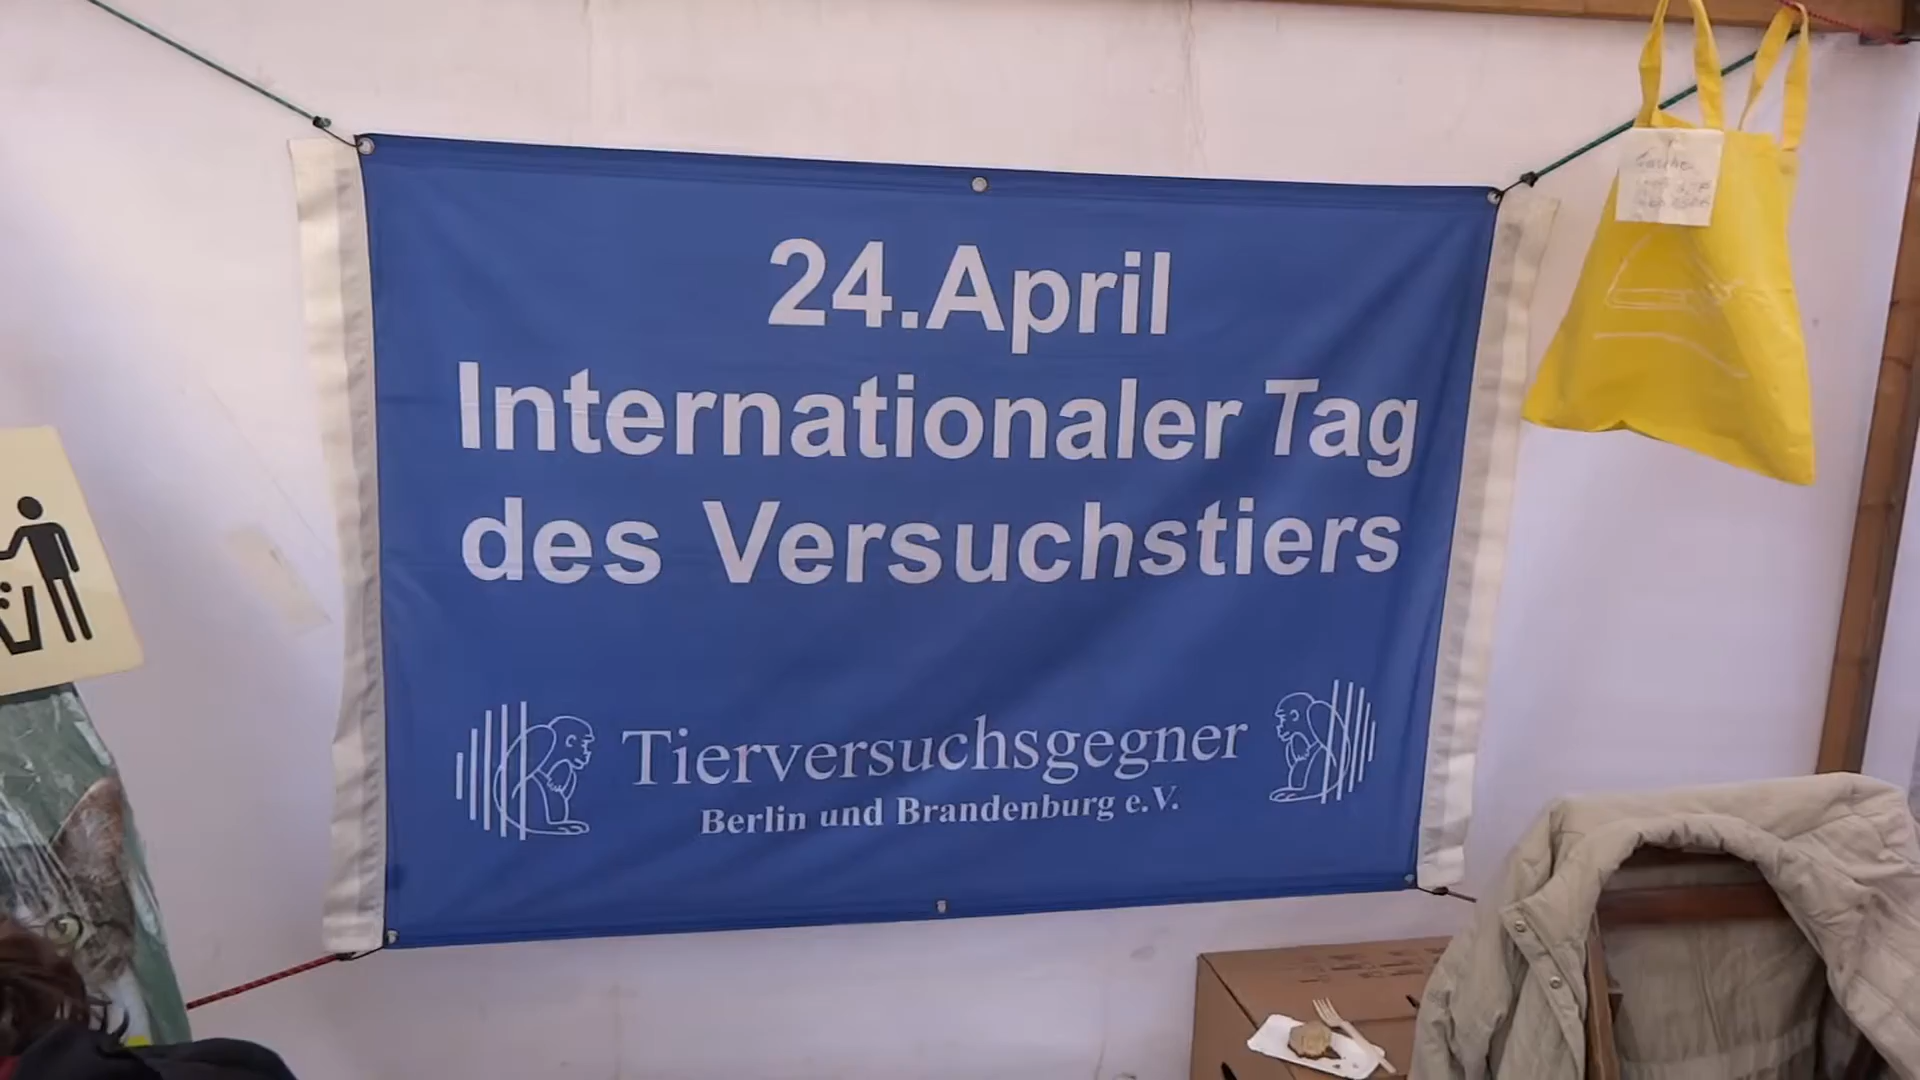 24.April
Internationaler Tag
des Versuchstiers
Tierversuchsgegner
Berlin und Brandenburg e.V.